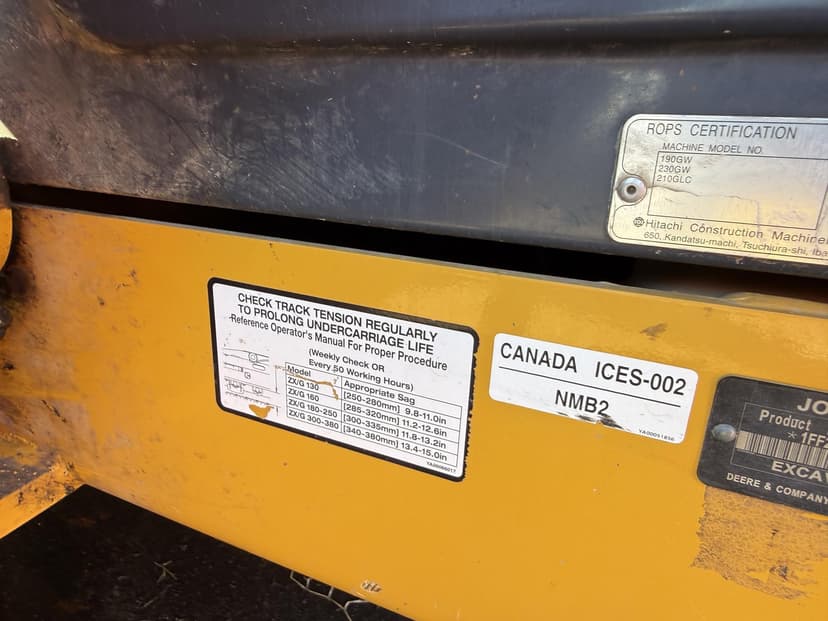 ROPS CERTIFICATION
MACHINE MODEL NO.
190GW
230GW
210GLC
Hitachi Construction Machine
650, Kandatsu-machi, Tsuchiura-shi, Iba
CHECK TRACK TENSION REGULARLY
TO PROLONG UNDERCARRIAGE LIFE
Reference Operator's Manual For Proper Procedure
(Weekly Check OR
Every 50 Working Hours)
Model Appropriate Sag
ZX/G 130 [250-280mm] 9.8-11.0in
ZX/G 160 [285-320mm] 11.2-12.6in
ZX/G 180-250 [300-335mm] 11.8-13.2in
ZX/G 300-380 [340-380mm] 13.4-15.0in
CANADA ICES-002
NMB2
YA00051856
JO
Product
*1FF
EXCAV
DEERE & COMPANY